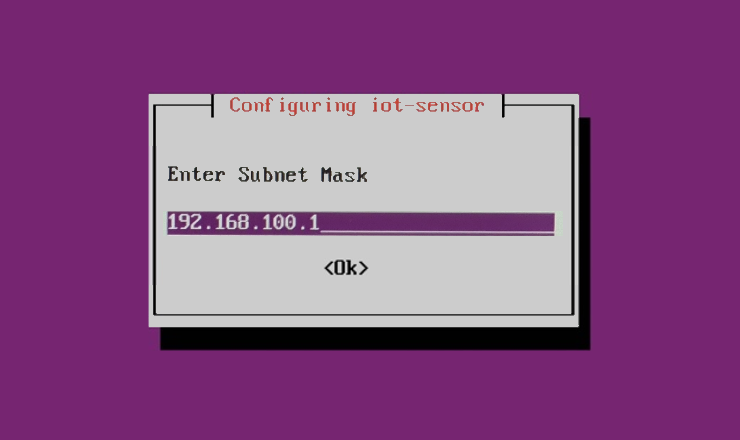 Configuring iot-sensor
Enter Subnet Mask
192.168.100.1
<Ok>